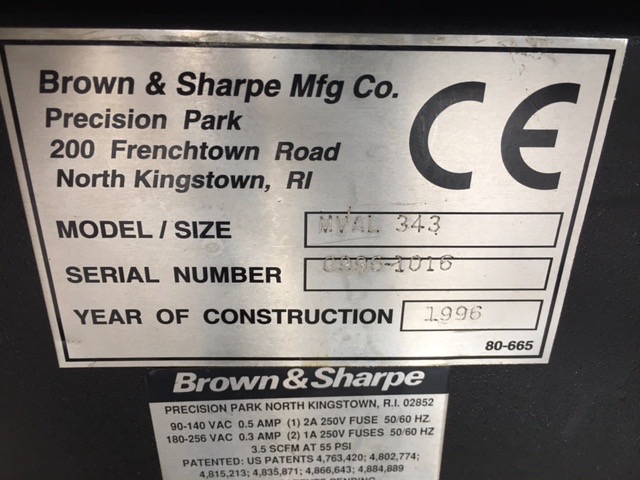 Brown & Sharpe Mfg Co.
CE
Precision Park
200 Frenchtown Road
North Kingstown, RI
MODEL / SIZE MVAL 343
SERIAL NUMBER
YEAR OF CONSTRUCTION 1996
80-665
Brown & Sharpe
PRECISION PARK NORTH KINGSTOWN, R.I. 02852
90-140 VAC 0.5 AMP (1) 2A 250V FUSE 50/60 HZ
180-256 VAC 0.3 AMP (2) 1A 250V FUSES 50/60 HZ
3.5 SCFM AT 55 PSI
PATENTED: US PATENTS 4,763,420; 4,802,774;
4,815,213; 4,835,871; 4,866,643; 4,884,889